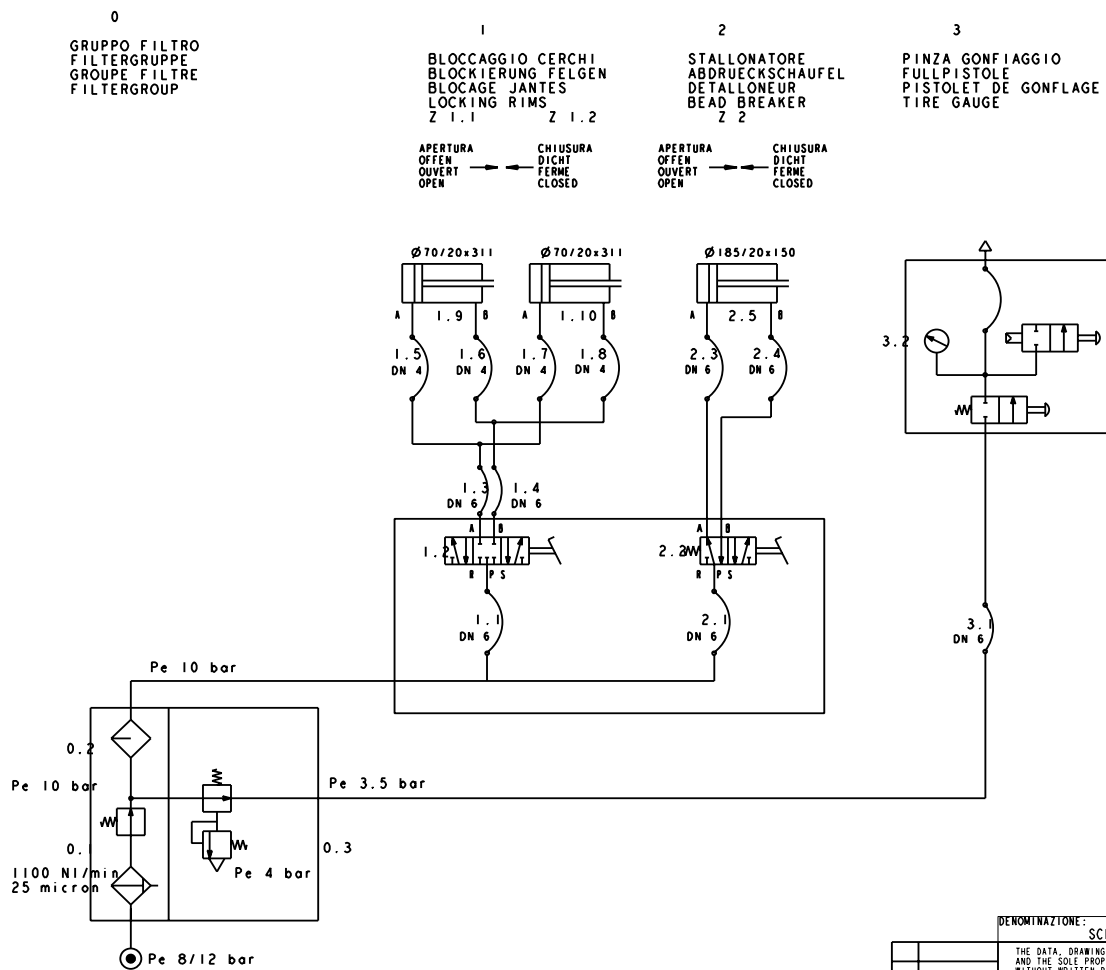 0
GRUPPO FILTRO
FILTERGRUPPE
GROUPE FILTRE
FILTERGROUP
1
BLOCCAGGIO CERCHI
BLOCKIERUNG FELGEN
BLOCAGE JANTES
LOCKING RIMS
Z 1.1 Z 1.2
APERTURA
OFFEN
OUVERT
OPEN
CHIUSURA
DICHT
FERME
CLOSED
2
STALLONATORE
ABDRUECKSCHAUFEL
DETALLONEUR
BEAD BREAKER
Z 2
APERTURA
OFFEN
OUVERT
OPEN
CHIUSURA
DICHT
FERME
CLOSED
3
PINZA GONFIAGGIO
FULLPISTOLE
PISTOLET DE GONFLAGE
TIRE GAUGE
Ø70/20x311
Ø70/20x311
Ø185/20x150
A 1.9 B
A 1.10 B
A 2.5 B
3.2
1.5
DN 4
1.6
DN 4
1.7
DN 4
1.8
DN 4
2.3
DN 6
2.4
DN 6
1.3
DN 6
1.4
DN 6
A B
1.2
R P S
A B
2.2
R P S
1.1
DN 6
2.1
DN 6
3.1
DN 6
Pe 10 bar
0.2
Pe 10 bar
Pe 3.5 bar
0.1
0.3
1100 Nl/min
25 micron
Pe 4 bar
Pe 8/12 bar
DENOMINAZIONE:
THE DATA, DRAWING
AND THE SOLE